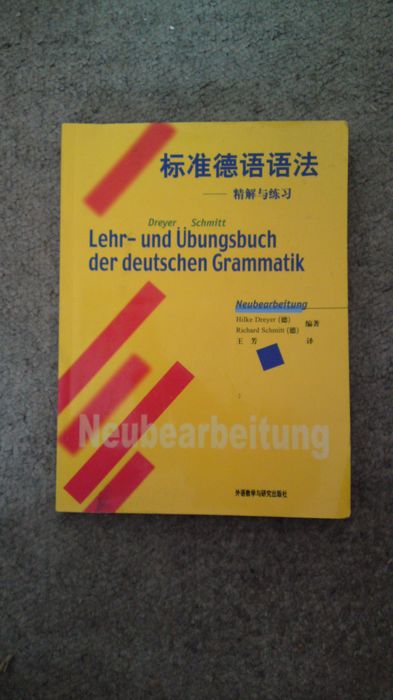 标准德语语法
—— 精解与练习
Dreyer Schmitt
Lehr- und Übungsbuch
der deutschen Grammatik
Neubearbeitung
Hilke Dreyer (德)
Richard Schmitt (德) 编著
王 芳 译
Neubearbeitung
外语教学与研究出版社